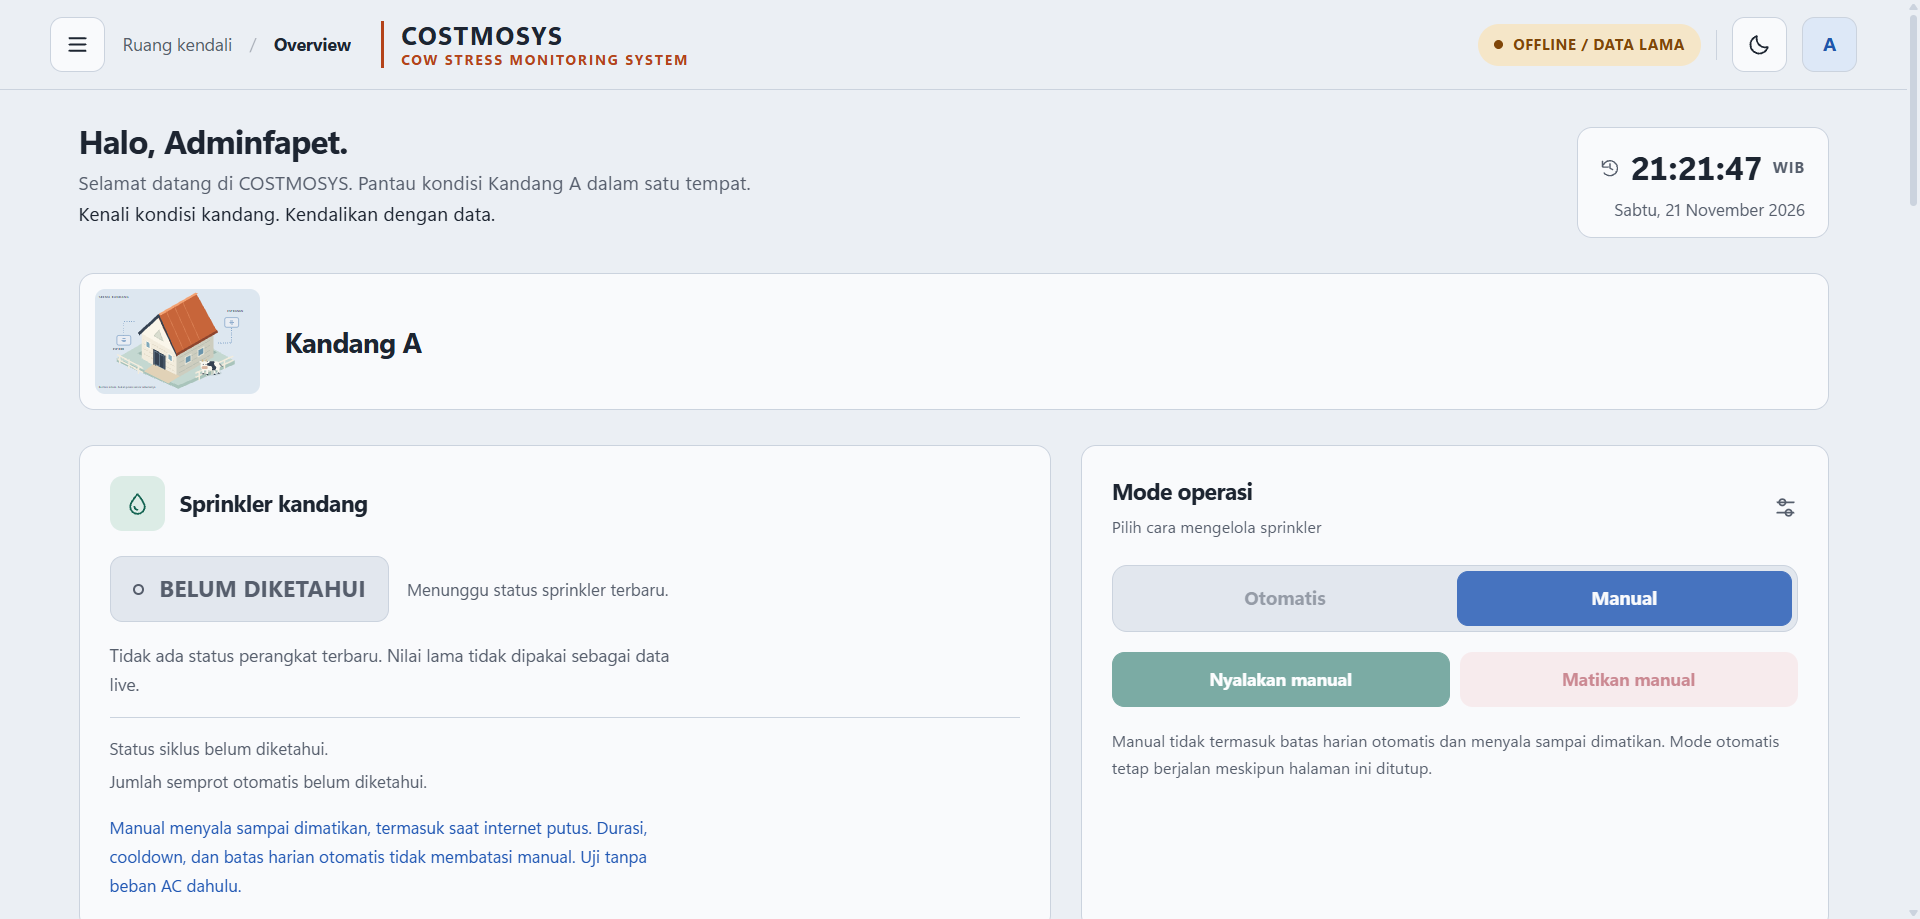 Ruang kendali / Overview
COSTMOSYS
COW STRESS MONITORING SYSTEM
OFFLINE / DATA LAMA
A
Halo, Adminfapet.
Selamat datang di COSTMOSYS. Pantau kondisi Kandang A dalam satu tempat.
Kenali kondisi kandang. Kendalikan dengan data.
21:21:47 WIB
Sabtu, 21 November 2026
Kandang A
Sprinkler kandang
BELUM DIKETAHUI
Menunggu status sprinkler terbaru.
Tidak ada status perangkat terbaru. Nilai lama tidak dipakai sebagai data
live.
Status siklus belum diketahui.
Jumlah semprot otomatis belum diketahui.
Manual menyala sampai dimatikan, termasuk saat internet putus. Durasi,
cooldown, dan batas harian otomatis tidak membatasi manual. Uji tanpa
beban AC dahulu.
Mode operasi
Pilih cara mengelola sprinkler
Otomatis
Manual
Nyalakan manual
Matikan manual
Manual tidak termasuk batas harian otomatis dan menyala sampai dimatikan. Mode otomatis
tetap berjalan meskipun halaman ini ditutup.